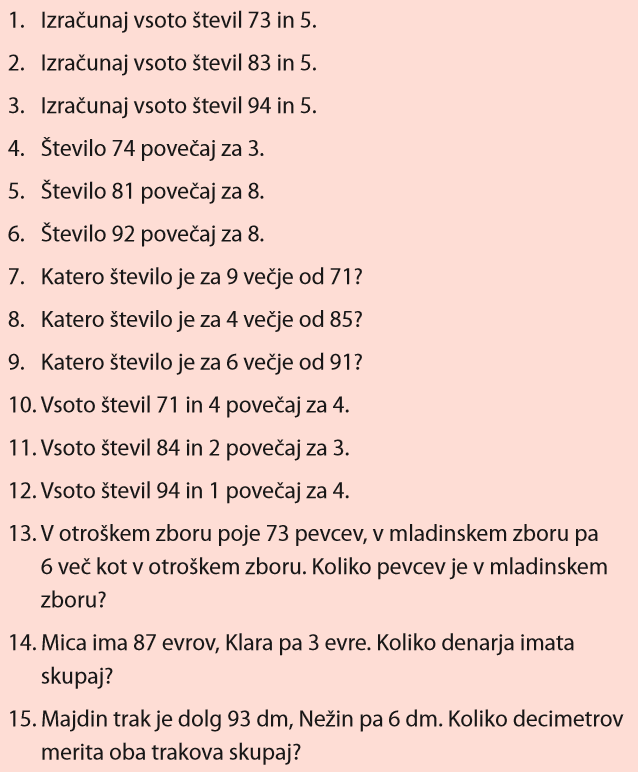 1. Izračunaj vsoto števil 73 in 5.
2. Izračunaj vsoto števil 83 in 5.
3. Izračunaj vsoto števil 94 in 5.
4. Število 74 povečaj za 3.
5. Število 81 povečaj za 8.
6. Število 92 povečaj za 8.
7. Katero število je za 9 večje od 71?
8. Katero število je za 4 večje od 85?
9. Katero število je za 6 večje od 91?
10. Vsoto števil 71 in 4 povečaj za 4.
11. Vsoto števil 84 in 2 povečaj za 3.
12. Vsoto števil 94 in 1 povečaj za 4.
13. V otroškem zboru poje 73 pevcev, v mladinskem zboru pa
6 več kot v otroškem zboru. Koliko pevcev je v mladinskem
zboru?
14. Mica ima 87 evrov, Klara pa 3 evre. Koliko denarja imata
skupaj?
15. Majdin trak je dolg 93 dm, Nežin pa 6 dm. Koliko decimetrov
merita oba trakova skupaj?